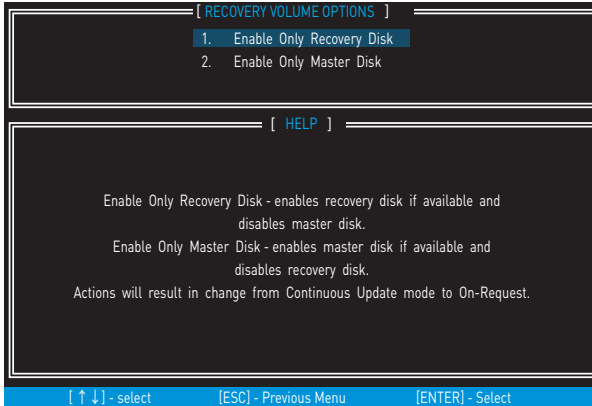 [ RECOVERY VOLUME OPTIONS ]
1. Enable Only Recovery Disk
2. Enable Only Master Disk
[ HELP ]
Enable Only Recovery Disk - enables recovery disk if available and
disables master disk.
Enable Only Master Disk - enables master disk if available and
disables recovery disk.
Actions will result in change from Continuous Update mode to On-Request.
[ ↑↓ ] - select [ESC] - Previous Menu [ENTER] - Select